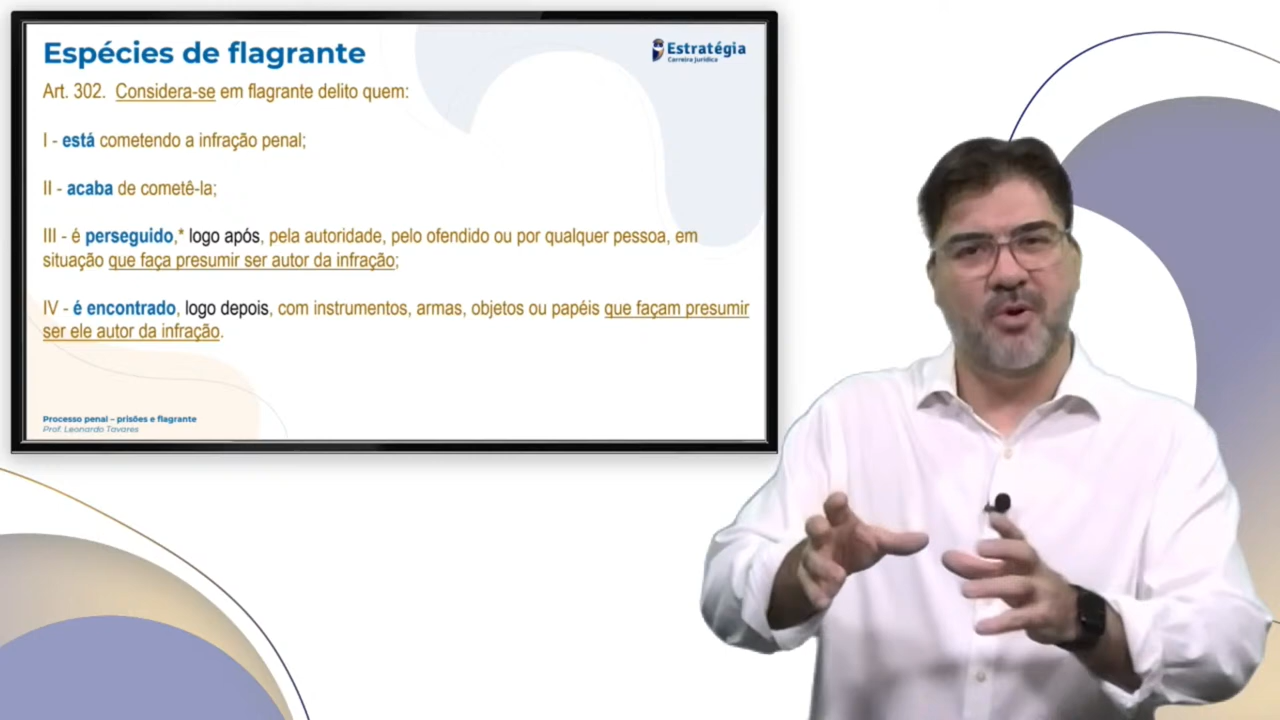 Espécies de flagrante
Estratégia
Carreira Jurídica
Art. 302. Considera-se em flagrante delito quem:
I - está cometendo a infração penal;
II - acaba de cometê-la;
III - é perseguido,* logo após, pela autoridade, pelo ofendido ou por qualquer pessoa, em
situação que faça presumir ser autor da infração;
IV - é encontrado, logo depois, com instrumentos, armas, objetos ou papéis que façam presumir
ser ele autor da infração.
Processo penal – prisões e flagrante
Prof. Leonardo Tavares